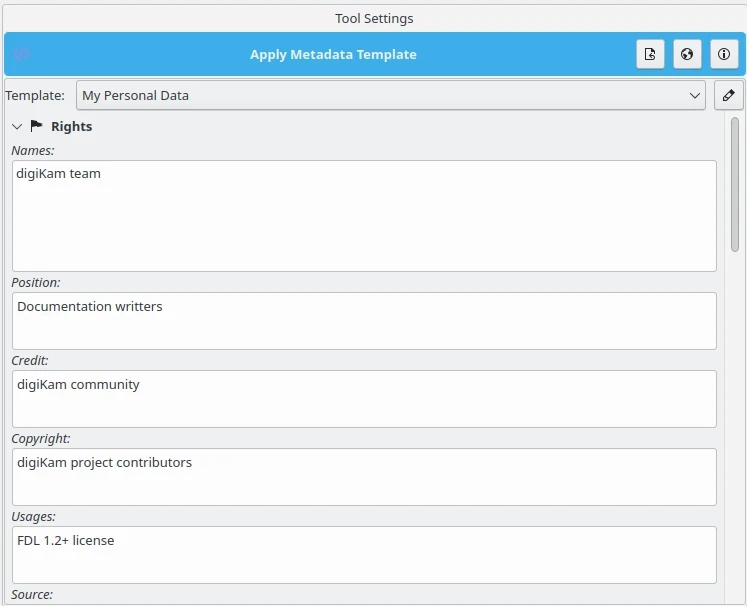 Tool Settings
Apply Metadata Template
Template: My Personal Data
Rights
Names:
digiKam team
Position:
Documentation writters
Credit:
digiKam community
Copyright:
digiKam project contributors
Usages:
FDL 1.2+ license
Source: